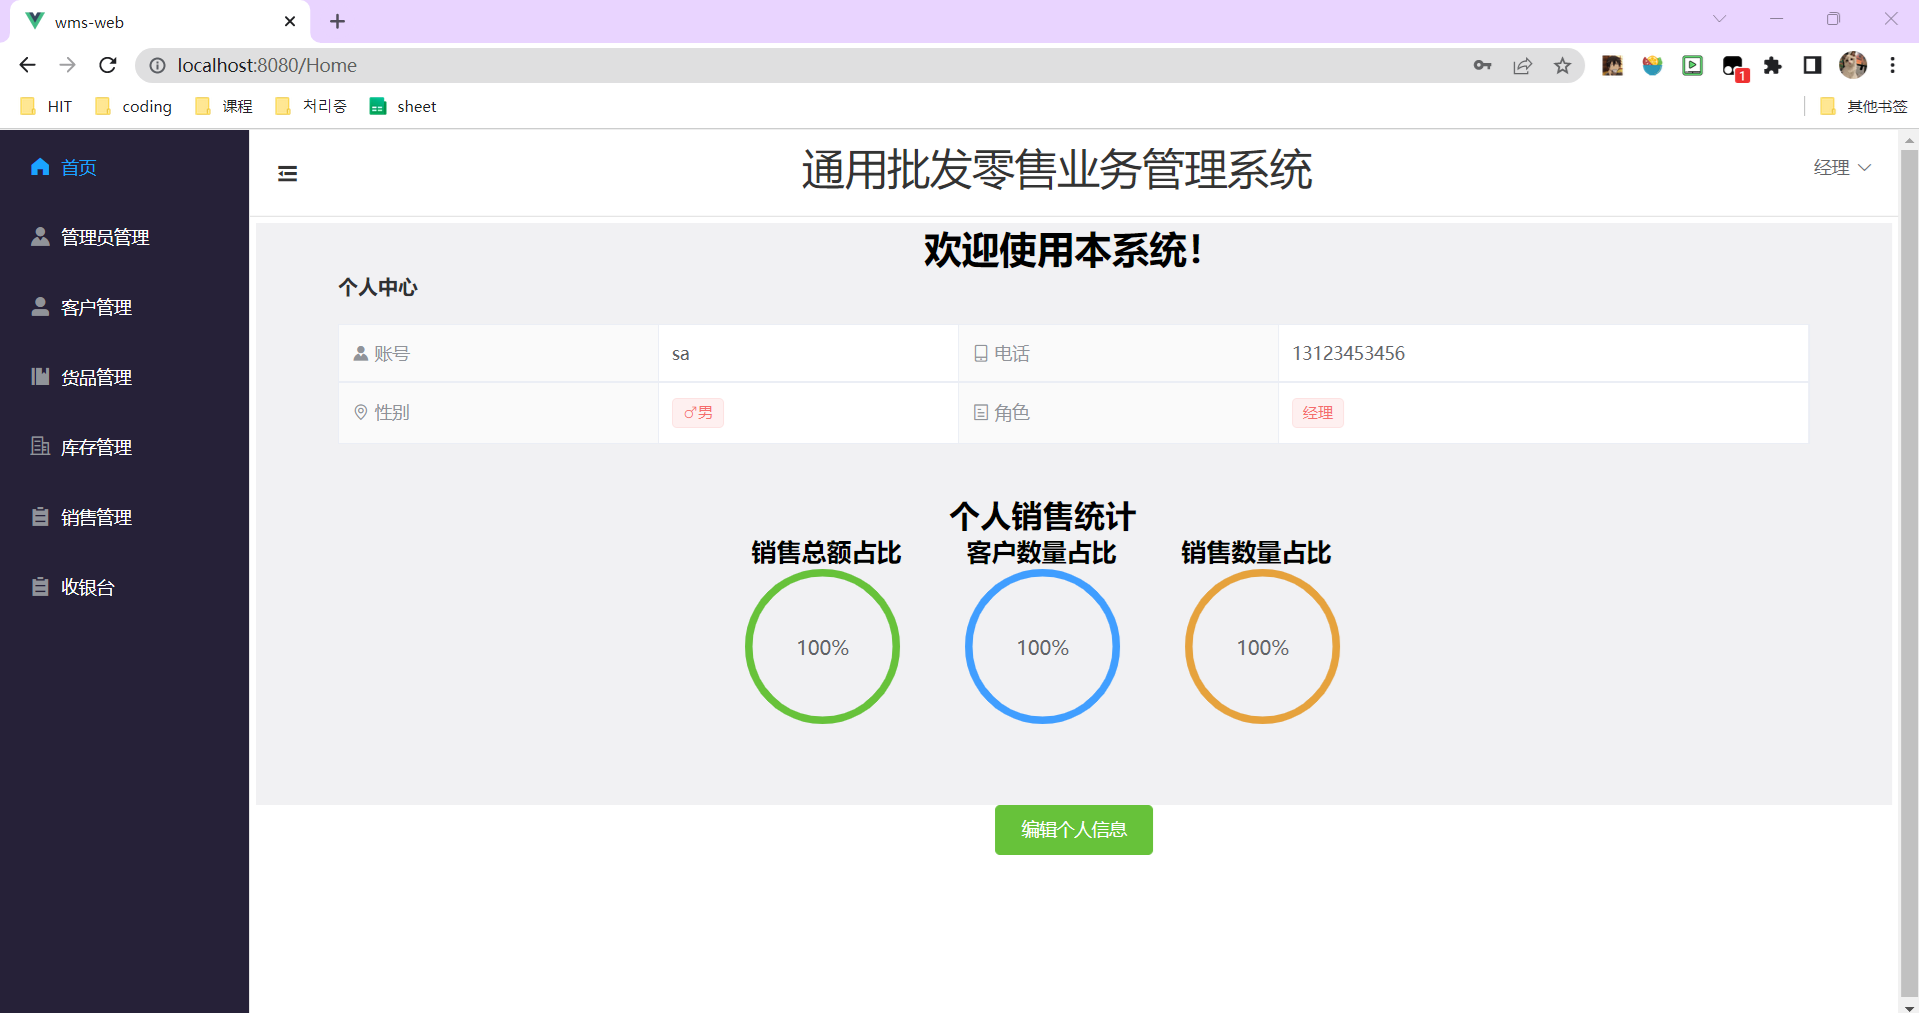 wms-web
localhost:8080/Home
1
HIT
coding
课程
처리중
sheet
其他书签
首页
管理员管理
客户管理
货品管理
库存管理
销售管理
收银台
通用批发零售业务管理系统
经理
欢迎使用本系统！
个人中心
账号 sa 电话 13123453456
性别 ♂男 角色 经理
个人销售统计
销售总额占比 客户数量占比 销售数量占比
100% 100% 100%
编辑个人信息